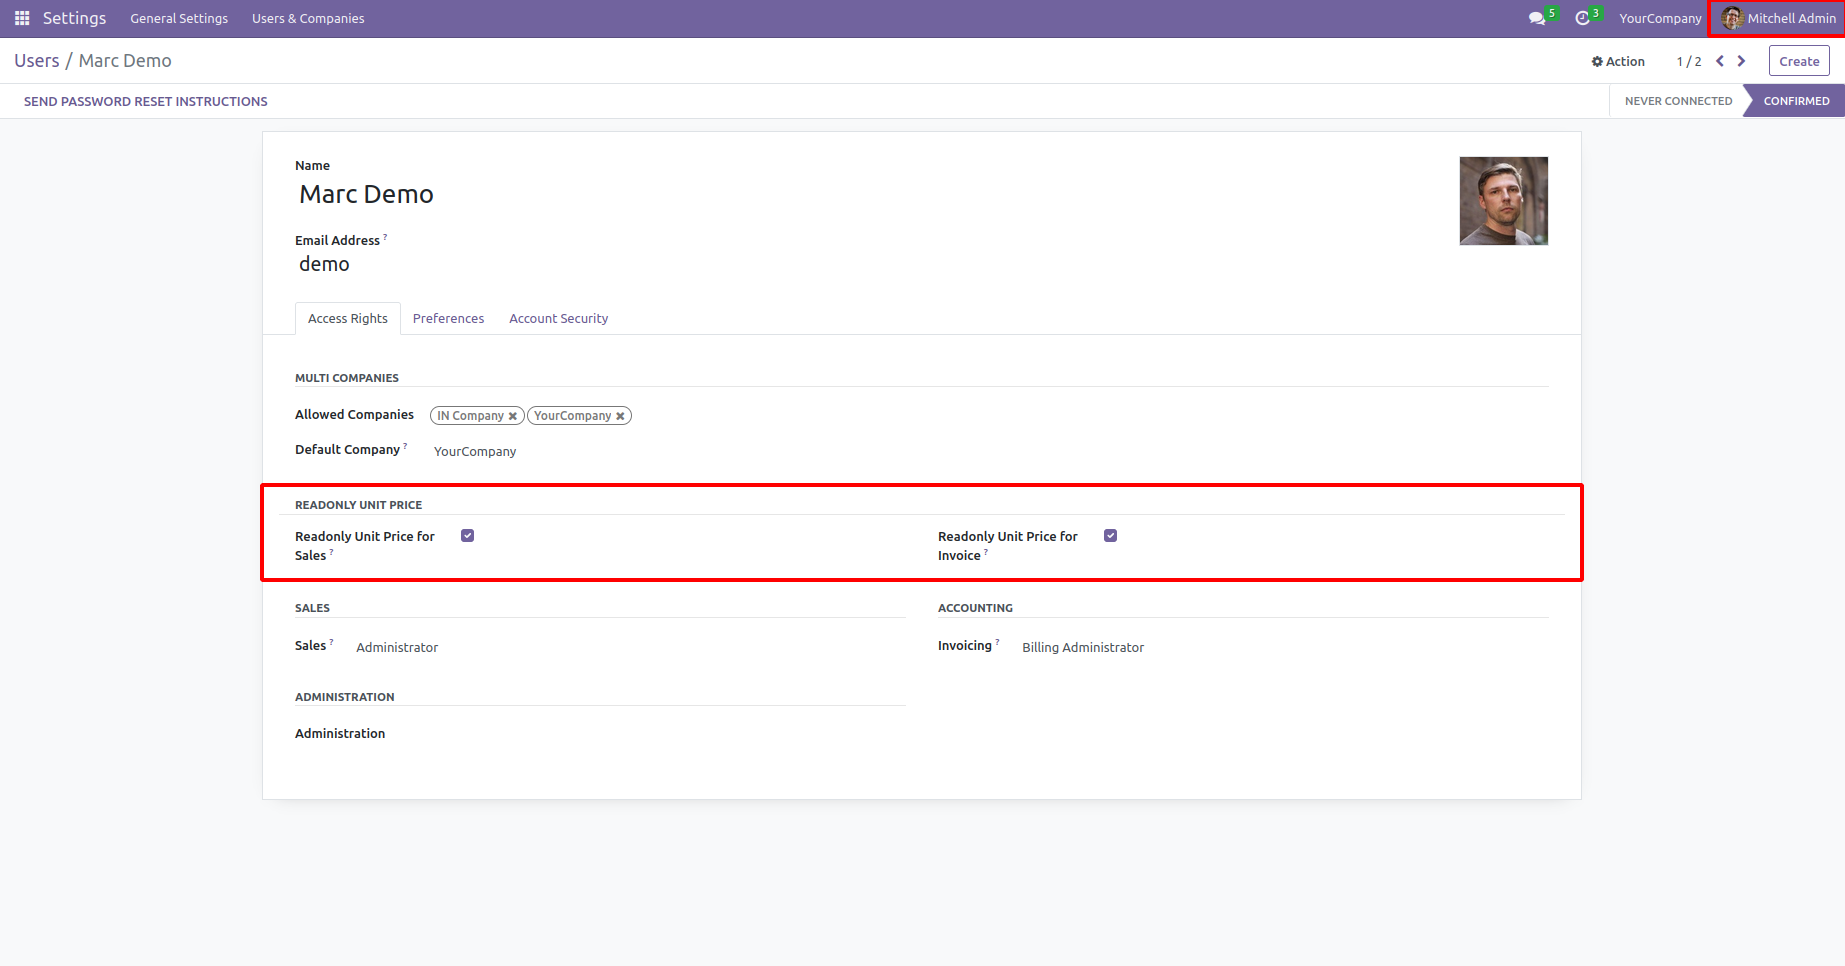 Settings General Settings Users & Companies 5 3 YourCompany Mitchell Admin
Users / Marc Demo Action 1 / 2 Create
SEND PASSWORD RESET INSTRUCTIONS NEVER CONNECTED CONFIRMED
Name
Marc Demo
Email Address ?
demo
Access Rights Preferences Account Security
MULTI COMPANIES
Allowed Companies IN Company ✖ YourCompany ✖
Default Company ? YourCompany
READONLY UNIT PRICE
Readonly Unit Price for
Sales ?
Readonly Unit Price for
Invoice ?
SALES
Sales ? Administrator
ACCOUNTING
Invoicing ? Billing Administrator
ADMINISTRATION
Administration